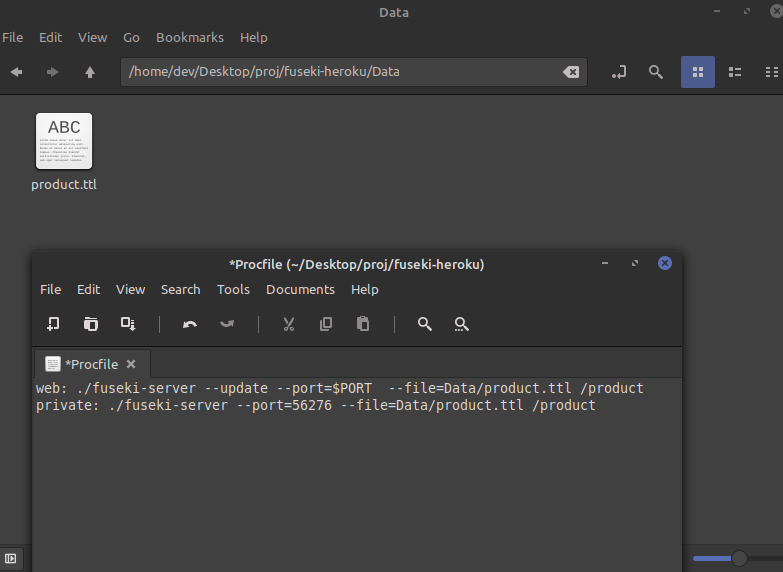 Data
File Edit View Go Bookmarks Help
/home/dev/Desktop/proj/fuseki-heroku/Data
ABC
product.ttl
*Procfile (~/Desktop/proj/fuseki-heroku)
File Edit View Search Tools Documents Help
*Procfile
web: ./fuseki-server --update --port=$PORT  --file=Data/product.ttl /product
private: ./fuseki-server --port=56276 --file=Data/product.ttl /product